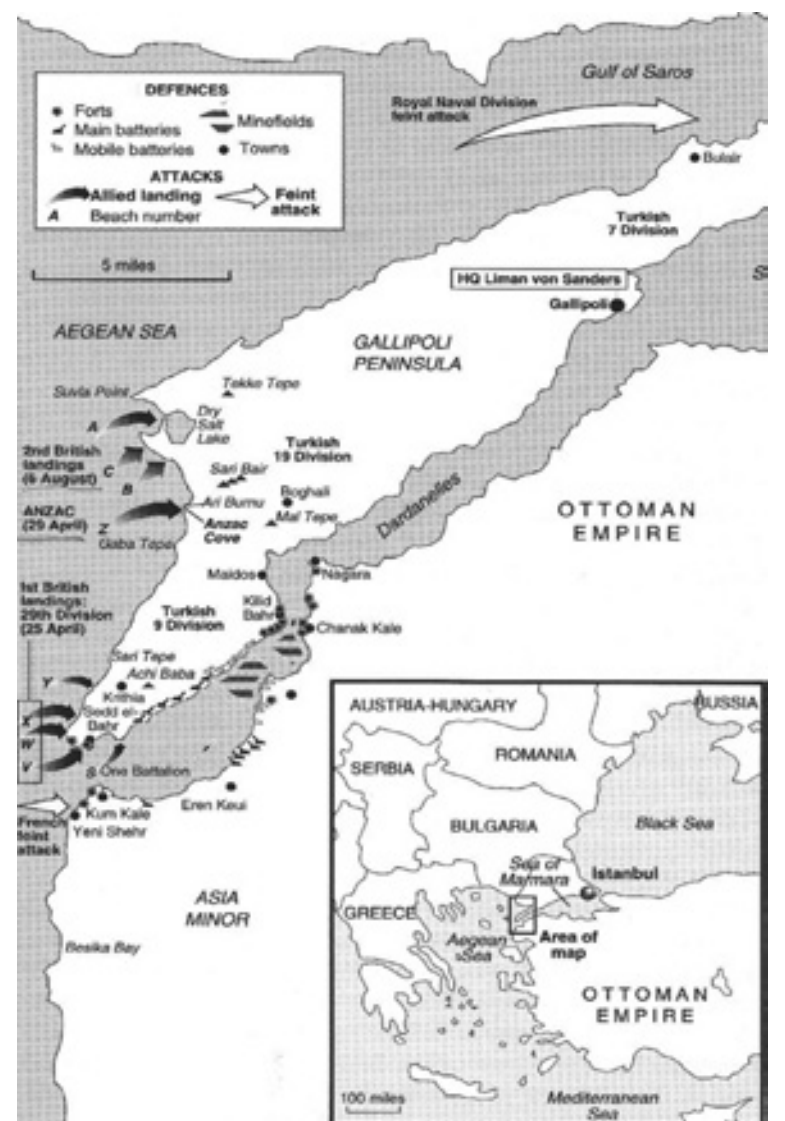 DEFENCES
Forts
Main batteries
Mobile batteries
Minefields
Towns
ATTACKS
Allied landing
Feint
attack
A Beach number
5 miles
Gulf of Saros
Royal Naval Division
feint attack
Bulair
Turkish
7 Division
HQ Liman von Sanders
Gallipoli
S
AEGEAN SEA
GALLIPOLI
PENINSULA
Suvla Point
Tekke Tepe
A
Dry
Salt
Lake
2nd British
landings
(6 August)
C
B
Turkish
19 Division
Sari Bair
Boghali
ANZAC
(25 April)
Z
Ari Burnu
Anzac
Cove
Mal Tepe
Gaba Tepe
Dardanelles
OTTOMAN
EMPIRE
Maidos
Nagara
1st British
landings:
29th Division
(25 April)
Turkish
9 Division
Kilid
Bahr
Chanak Kale
Sari Tepe
Achi Baba
Y
Krithia
Sedd el-
Bahr
X
W
V
S One Battalion
Eren Keui
Kum Kale
Yeni Shehr
French
feint
attack
ASIA
MINOR
Besika Bay
AUSTRIA-HUNGARY
RUSSIA
SERBIA
ROMANIA
BULGARIA
Black Sea
Sea of
Marmara
Istanbul
GREECE
Aegean
Sea
Area of
map
OTTOMAN
EMPIRE
100 miles
Mediterranean
Sea